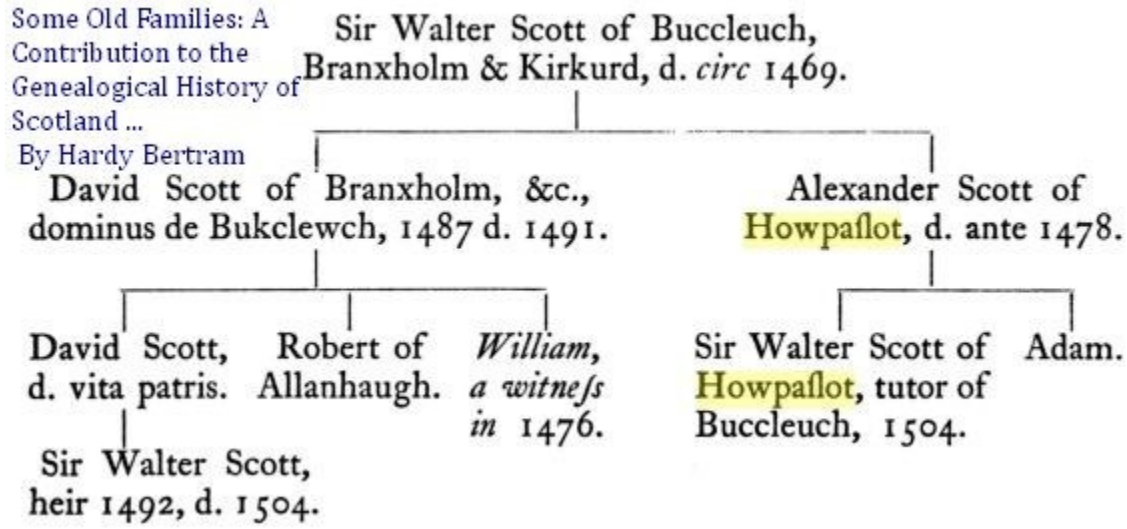 Some Old Families: A
Contribution to the
Genealogical History of
Scotland ...
By Hardy Bertram
Sir Walter Scott of Buccleuch,
Branxholm & Kirkurd, d. circ 1469.
David Scott of Branxholm, &c.,
dominus de Bukclewch, 1487 d. 1491.
Alexander Scott of
Howpaſlot, d. ante 1478.
David Scott,
d. vita patris.
Robert of
Allanhaugh.
William,
a witneſs
in 1476.
Sir Walter Scott of
Howpaſlot, tutor of
Buccleuch, 1504.
Adam.
Sir Walter Scott,
heir 1492, d. 1504.